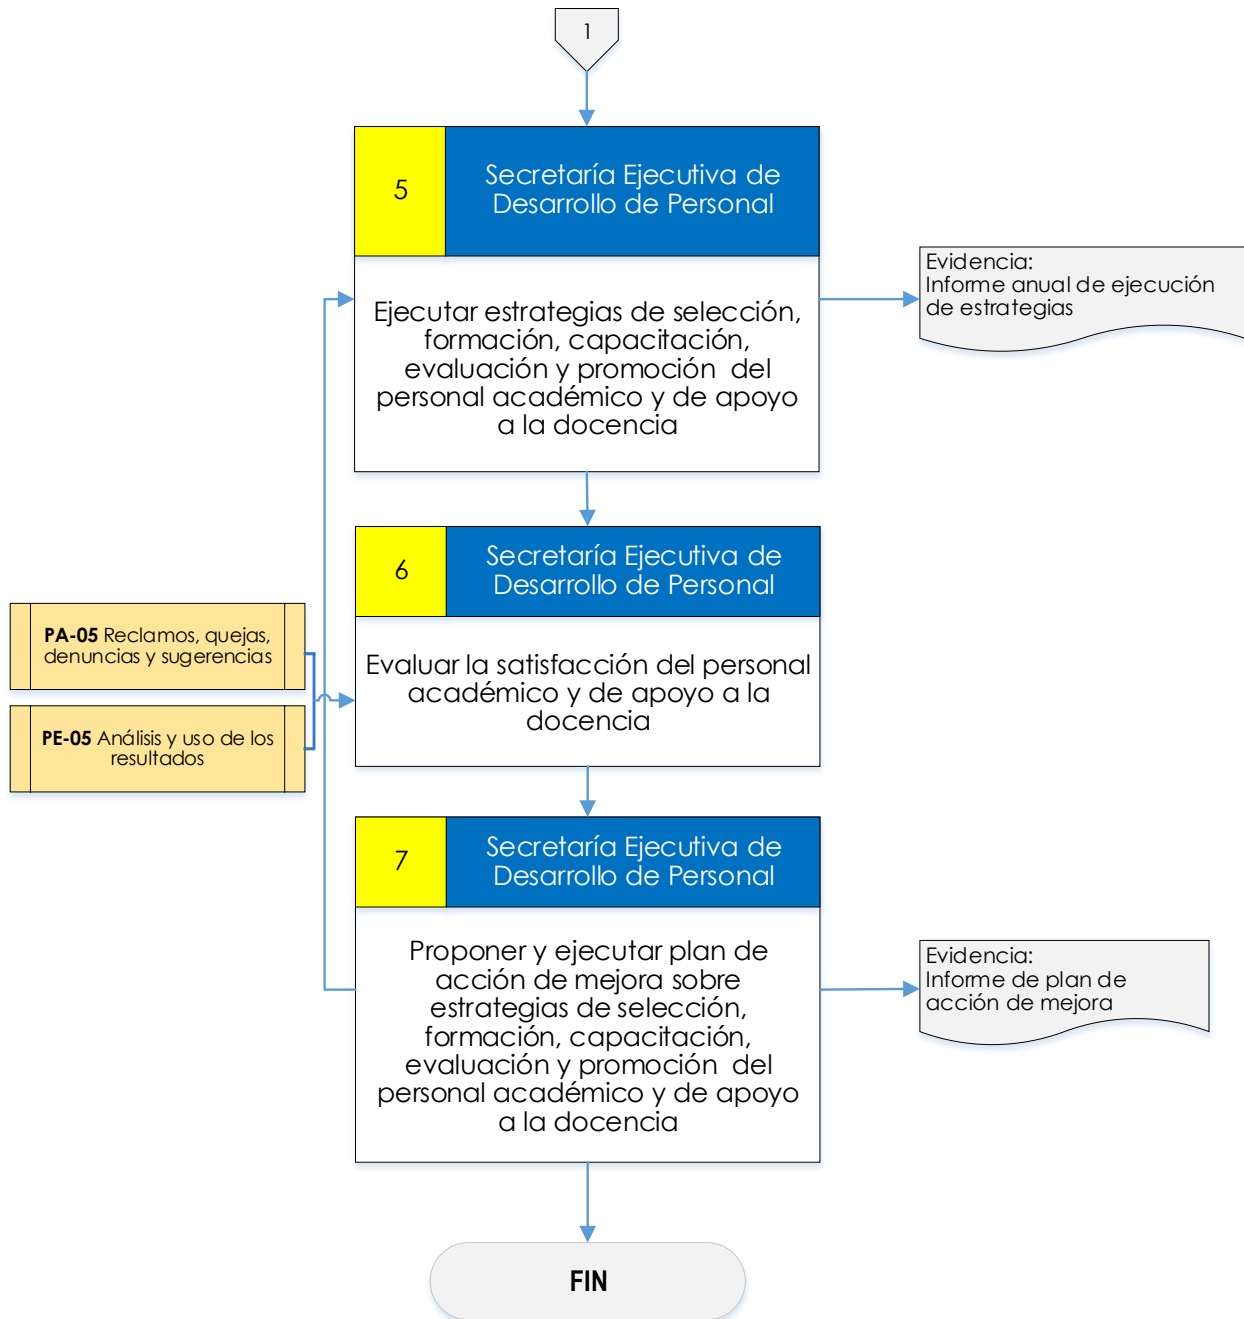 1
5
Secretaría Ejecutiva de
Desarrollo de Personal
Ejecutar estrategias de selección,
formación, capacitación,
evaluación y promoción del
personal académico y de apoyo
a la docencia
Evidencia:
Informe anual de ejecución
de estrategias
6
Secretaría Ejecutiva de
Desarrollo de Personal
PA-05 Reclamos, quejas,
denuncias y sugerencias
PE-05 Análisis y uso de los
resultados
Evaluar la satisfacción del personal
académico y de apoyo a la
docencia
7
Secretaría Ejecutiva de
Desarrollo de Personal
Proponer y ejecutar plan de
acción de mejora sobre
estrategias de selección,
formación, capacitación,
evaluación y promoción del
personal académico y de apoyo
a la docencia
Evidencia:
Informe de plan de
acción de mejora
FIN